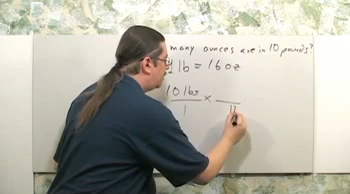 many ounces are in 10 pounds?
1 lb = 16 oz
10 lbs ×
1